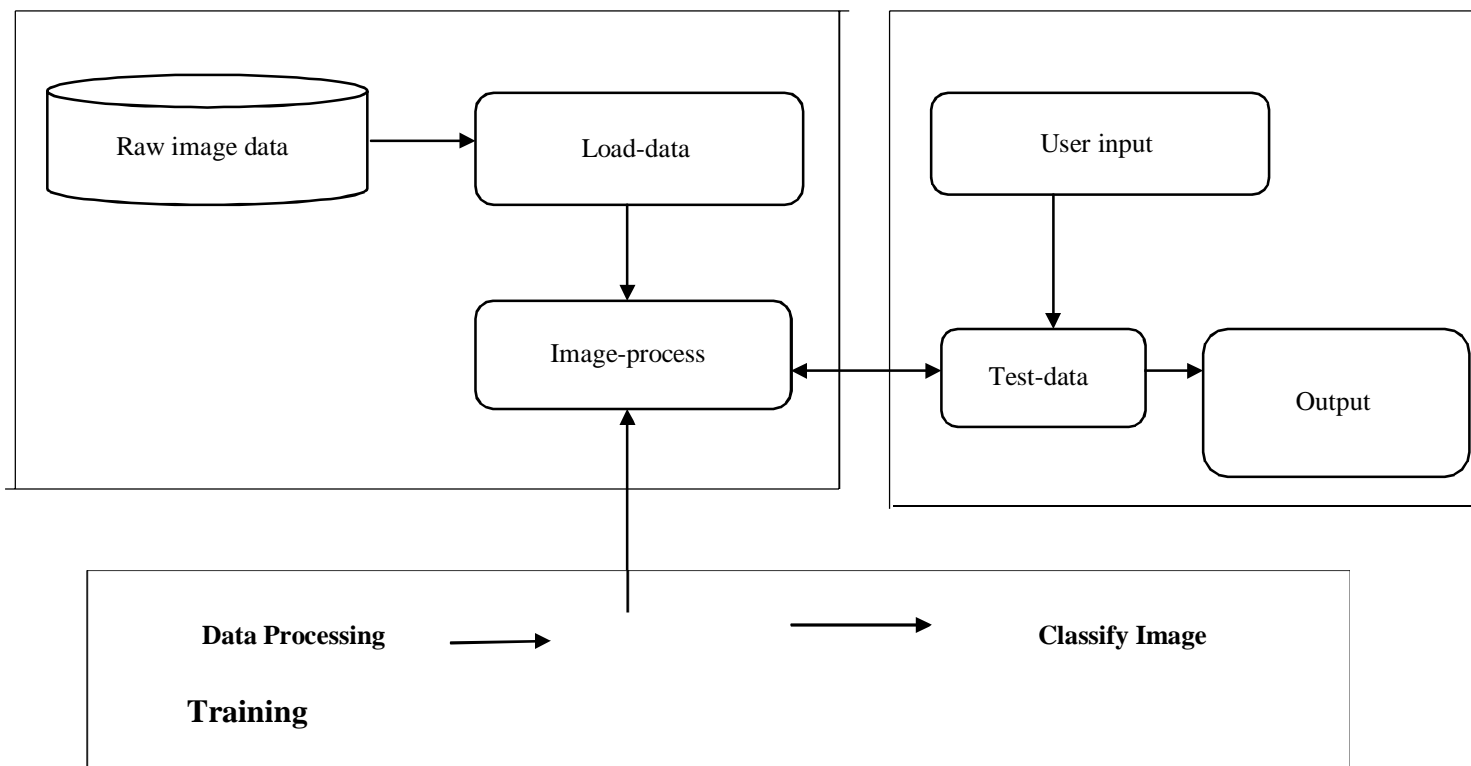 Raw image data
Load-data
User input
Image-process
Test-data
Output
Data Processing
Classify Image
Training